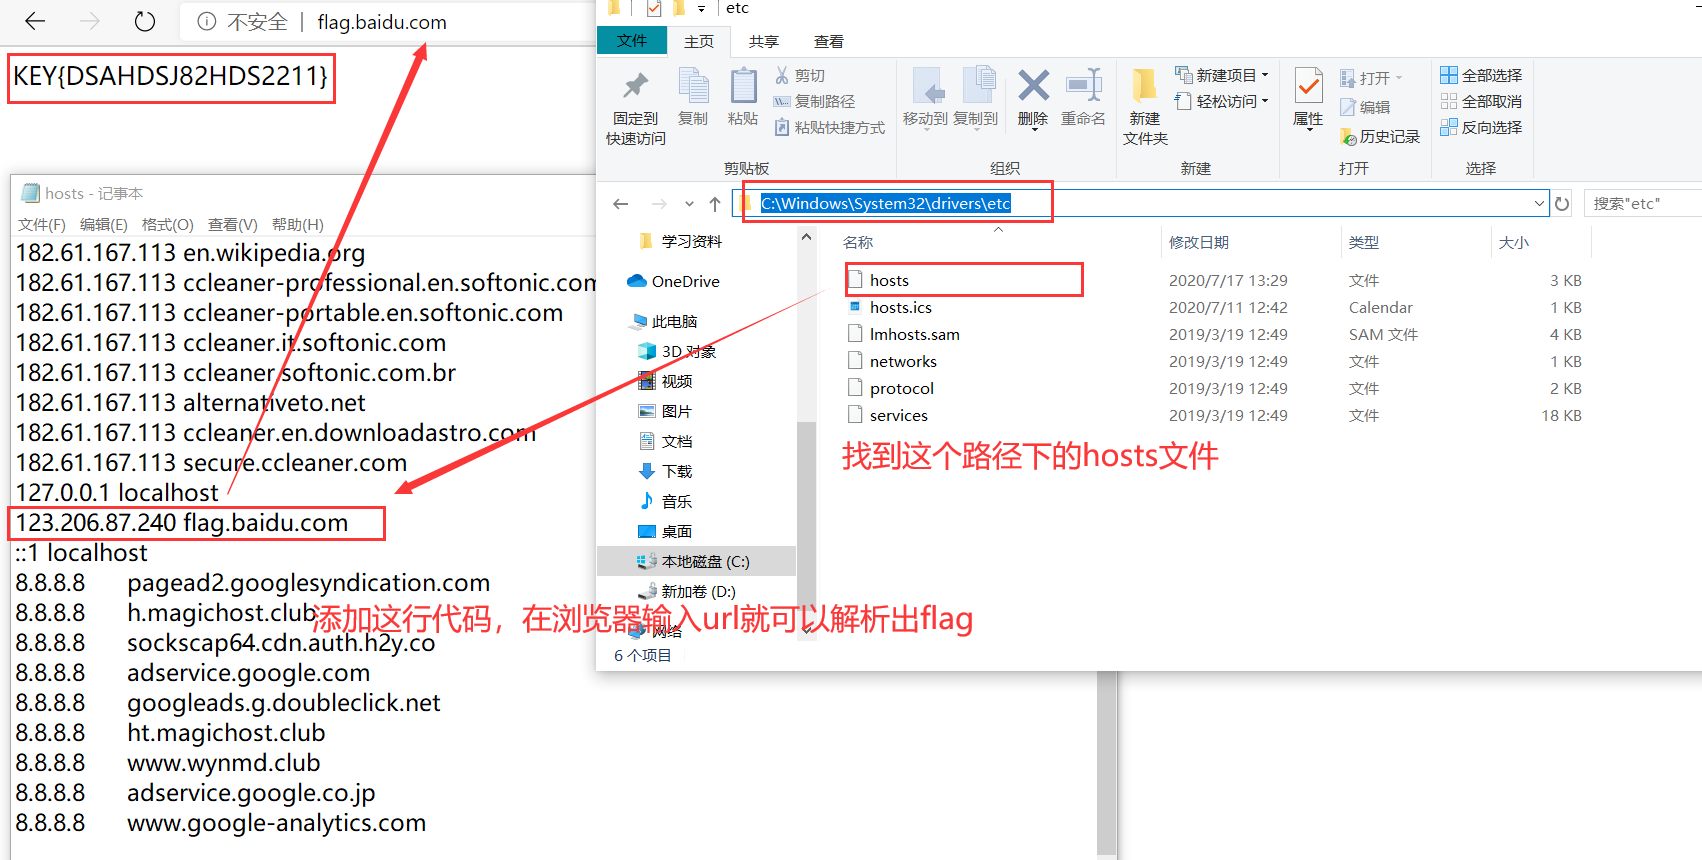 不安全 | flag.baidu.com
KEY{DSAHDSJ82HDS2211}
hosts - 记事本
文件(F) 编辑(E) 格式(O) 查看(V) 帮助(H)
182.61.167.113 en.wikipedia.org
182.61.167.113 ccleaner-professional.en.softonic.com
182.61.167.113 ccleaner-portable.en.softonic.com
182.61.167.113 ccleaner.it.softonic.com
182.61.167.113 ccleaner.softonic.com.br
182.61.167.113 alternativeto.net
182.61.167.113 ccleaner.en.downloadastro.com
182.61.167.113 secure.ccleaner.com
127.0.0.1 localhost
123.206.87.240 flag.baidu.com
::1 localhost
8.8.8.8 pagead2.googlesyndication.com
8.8.8.8 h.magichost.club
8.8.8.8 sockscap64.cdn.auth.h2y.co
8.8.8.8 adservice.google.com
8.8.8.8 googleads.g.doubleclick.net
8.8.8.8 ht.magichost.club
8.8.8.8 www.wynmd.club
8.8.8.8 adservice.google.co.jp
8.8.8.8 www.google-analytics.com
添加这行代码，在浏览器输入url就可以解析出flag
etc
文件 主页 共享 查看
固定到
快速访问
复制
粘贴
剪切
复制路径
粘贴快捷方式
剪贴板
移动到
复制到
删除
重命名
组织
新建
文件夹
新建项目
轻松访问
新建
属性
打开
编辑
历史记录
打开
全部选择
全部取消
反向选择
选择
C:\Windows\System32\drivers\etc
搜索"etc"
学习资料
OneDrive
此电脑
3D 对象
视频
图片
文档
下载
音乐
桌面
本地磁盘 (C:)
新加卷 (D:)
网络
6 个项目
名称 修改日期 类型 大小
hosts 2020/7/17 13:29 文件 3 KB
hosts.ics 2020/7/11 12:42 Calendar 1 KB
lmhosts.sam 2019/3/19 12:49 SAM 文件 4 KB
networks 2019/3/19 12:49 文件 1 KB
protocol 2019/3/19 12:49 文件 2 KB
services 2019/3/19 12:49 文件 18 KB
找到这个路径下的hosts文件